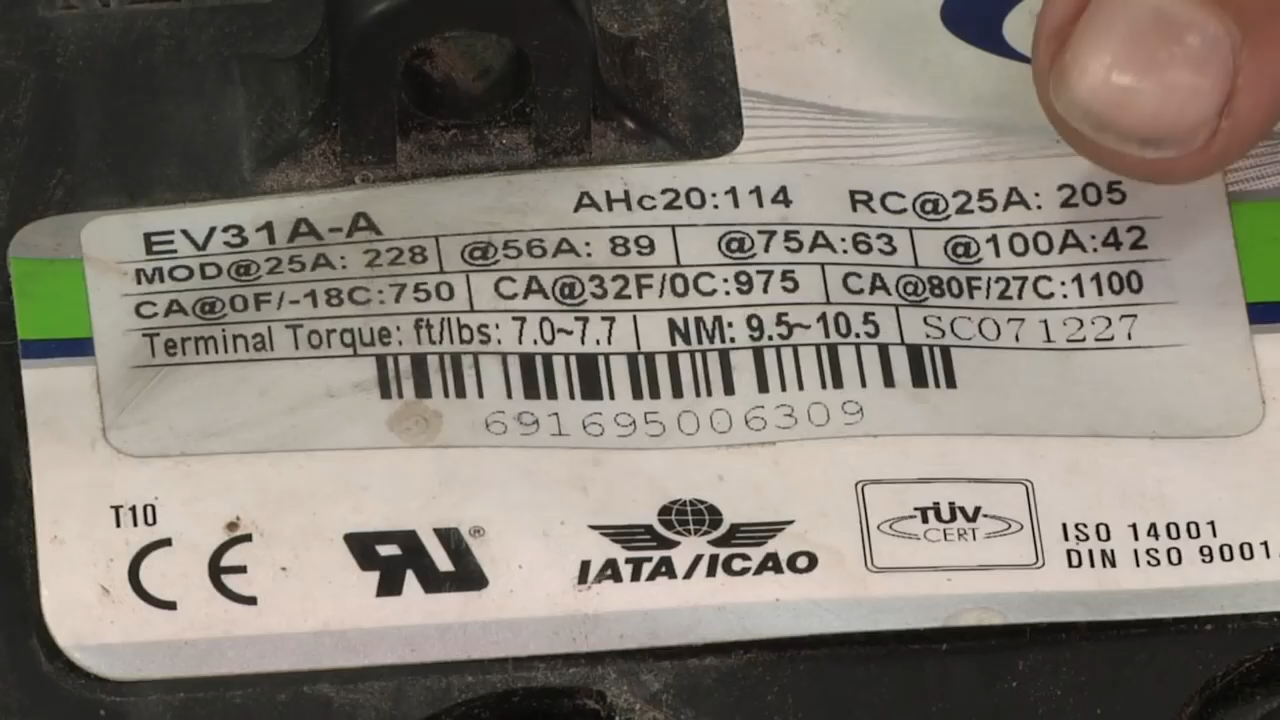 EV31A-A AHc20:114 RC@25A: 205
MOD@25A: 228 @56A: 89 @75A:63 @100A:42
CA@0F/-18C:750 CA@32F/0C:975 CA@80F/27C:1100
Terminal Torque: ft/lbs: 7.0~7.7 NM: 9.5~10.5 SC071227
691695006309
T10
CE
RU®
IATA/ICAO
TÜV
CERT
ISO 14001
DIN ISO 9001